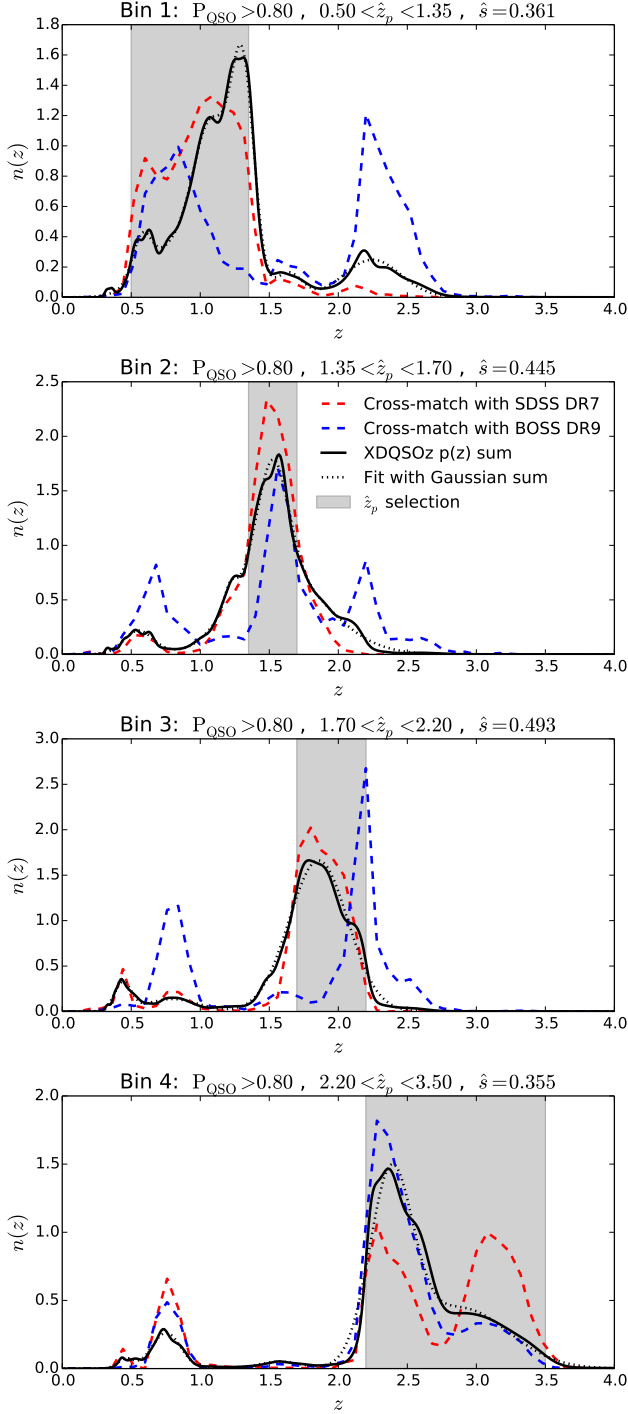 Bin 1: P_QSO >0.80 , 0.50<ẑ_p <1.35 , ŝ=0.361
1.8
1.6
1.4
1.2
1.0
0.8
0.6
0.4
0.2
0.0
n(z)
0.0 0.5 1.0 1.5 2.0 2.5 3.0 3.5 4.0
z
Bin 2: P_QSO >0.80 , 1.35<ẑ_p <1.70 , ŝ=0.445
2.5
2.0
1.5
1.0
0.5
0.0
n(z)
Cross-match with SDSS DR7
Cross-match with BOSS DR9
XDQSOz p(z) sum
Fit with Gaussian sum
ẑ_p selection
0.0 0.5 1.0 1.5 2.0 2.5 3.0 3.5 4.0
z
Bin 3: P_QSO >0.80 , 1.70<ẑ_p <2.20 , ŝ=0.493
3.0
2.5
2.0
1.5
1.0
0.5
0.0
n(z)
0.0 0.5 1.0 1.5 2.0 2.5 3.0 3.5 4.0
z
Bin 4: P_QSO >0.80 , 2.20<ẑ_p <3.50 , ŝ=0.355
2.0
1.5
1.0
0.5
0.0
n(z)
0.0 0.5 1.0 1.5 2.0 2.5 3.0 3.5 4.0
z